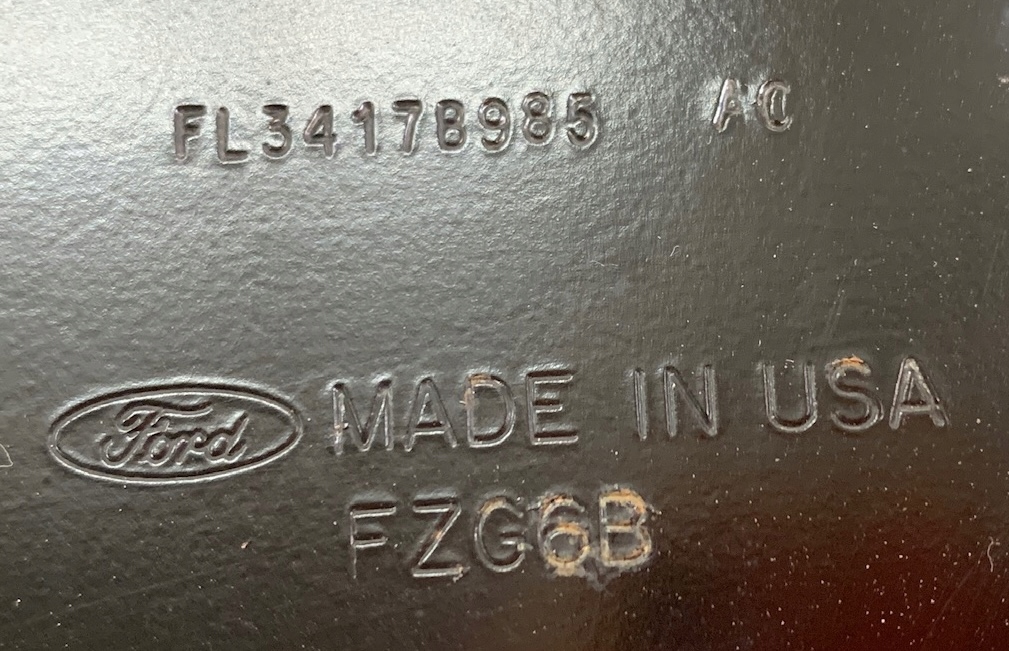 FL3417B985 AC
Ford MADE IN USA
FZG6B